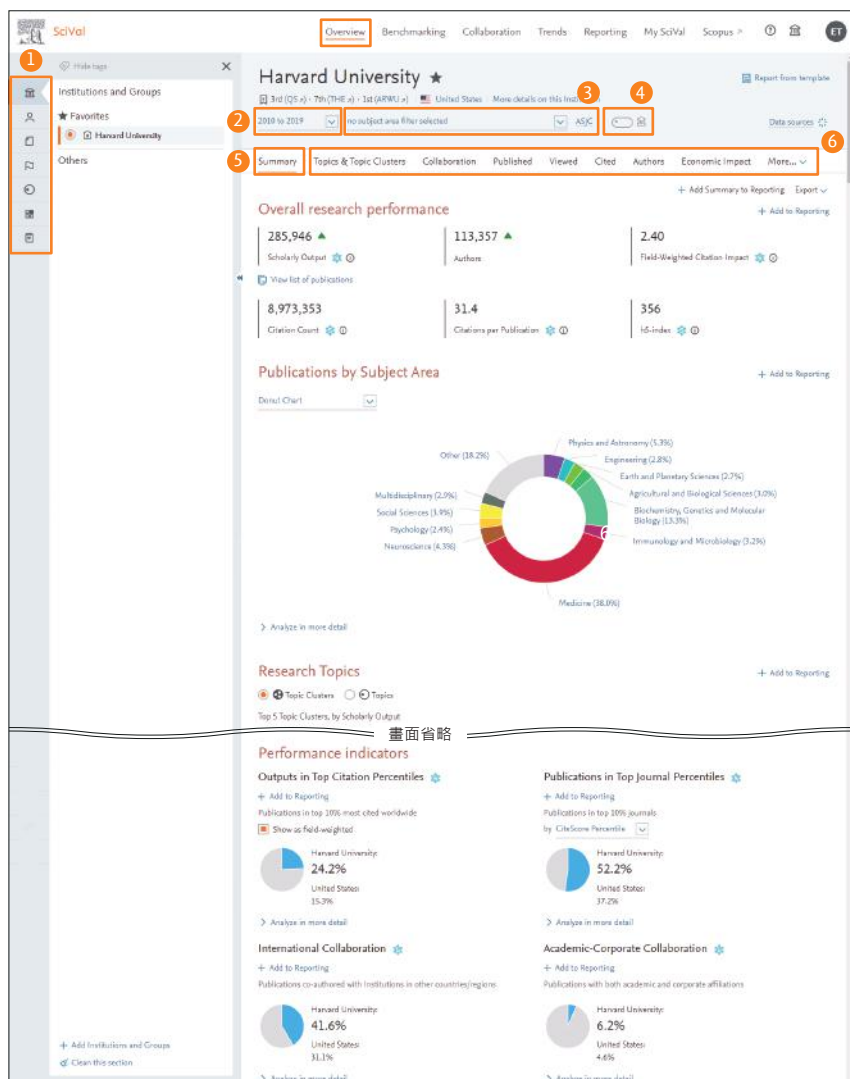 SciVal
Overview Benchmarking Collaboration Trends Reporting My SciVal Scopus ↗ ET
1
Hide tags X
Institutions and Groups
★ Favorites
Harvard University
Others
Harvard University ★
Report from template
3rd (QS ↗) · 7th (THE ↗) · 1st (ARWU ↗) United States More details on this Institution
3 4
2 2010 to 2019 no subject area filter selected ASJC
Data sources
6
5 Summary Topics & Topic Clusters Collaboration Published Viewed Cited Authors Economic Impact More...
+ Add Summary to Reporting Export
Overall research performance + Add to Reporting
285,946 ▲ 113,357 ▲ 2.40
Scholarly Output Authors Field-Weighted Citation Impact
View list of publications
8,973,353 31.4 356
Citation Count Citations per Publication h5-index
Publications by Subject Area + Add to Reporting
Donut Chart
Physics and Astronomy (5.3%)
Other (18.2%)
Engineering (2.8%)
Earth and Planetary Sciences (2.7%)
Multidisciplinary (2.9%)
Agricultural and Biological Sciences (3.0%)
Social Sciences (3.9%)
Biochemistry, Genetics and Molecular
Biology (13.3%)
Psychology (2.4%)
Neuroscience (4.3%)
6
Immunology and Microbiology (3.2%)
Medicine (38.0%)
> Analyze in more detail
Research Topics + Add to Reporting
Topic Clusters Topics
Top 5 Topic Clusters, by Scholarly Output
畫面省略
Performance indicators
Outputs in Top Citation Percentiles Publications in Top Journal Percentiles
+ Add to Reporting + Add to Reporting
Publications in top 10% most cited worldwide Publications in top 10% journals
Show as field-weighted by CiteScore Percentile
Harvard University: Harvard University:
24.2% 52.2%
United States: United States:
15.3% 37.2%
> Analyze in more detail > Analyze in more detail
International Collaboration Academic-Corporate Collaboration
+ Add to Reporting + Add to Reporting
Publications co-authored with Institutions in other countries/regions Publications with both academic and corporate affiliations
Harvard University: Harvard University:
41.6% 6.2%
United States: United States:
31.1% 4.6%
> Analyze in more detail > Analyze in more detail
+ Add Institutions and Groups
Clean this section